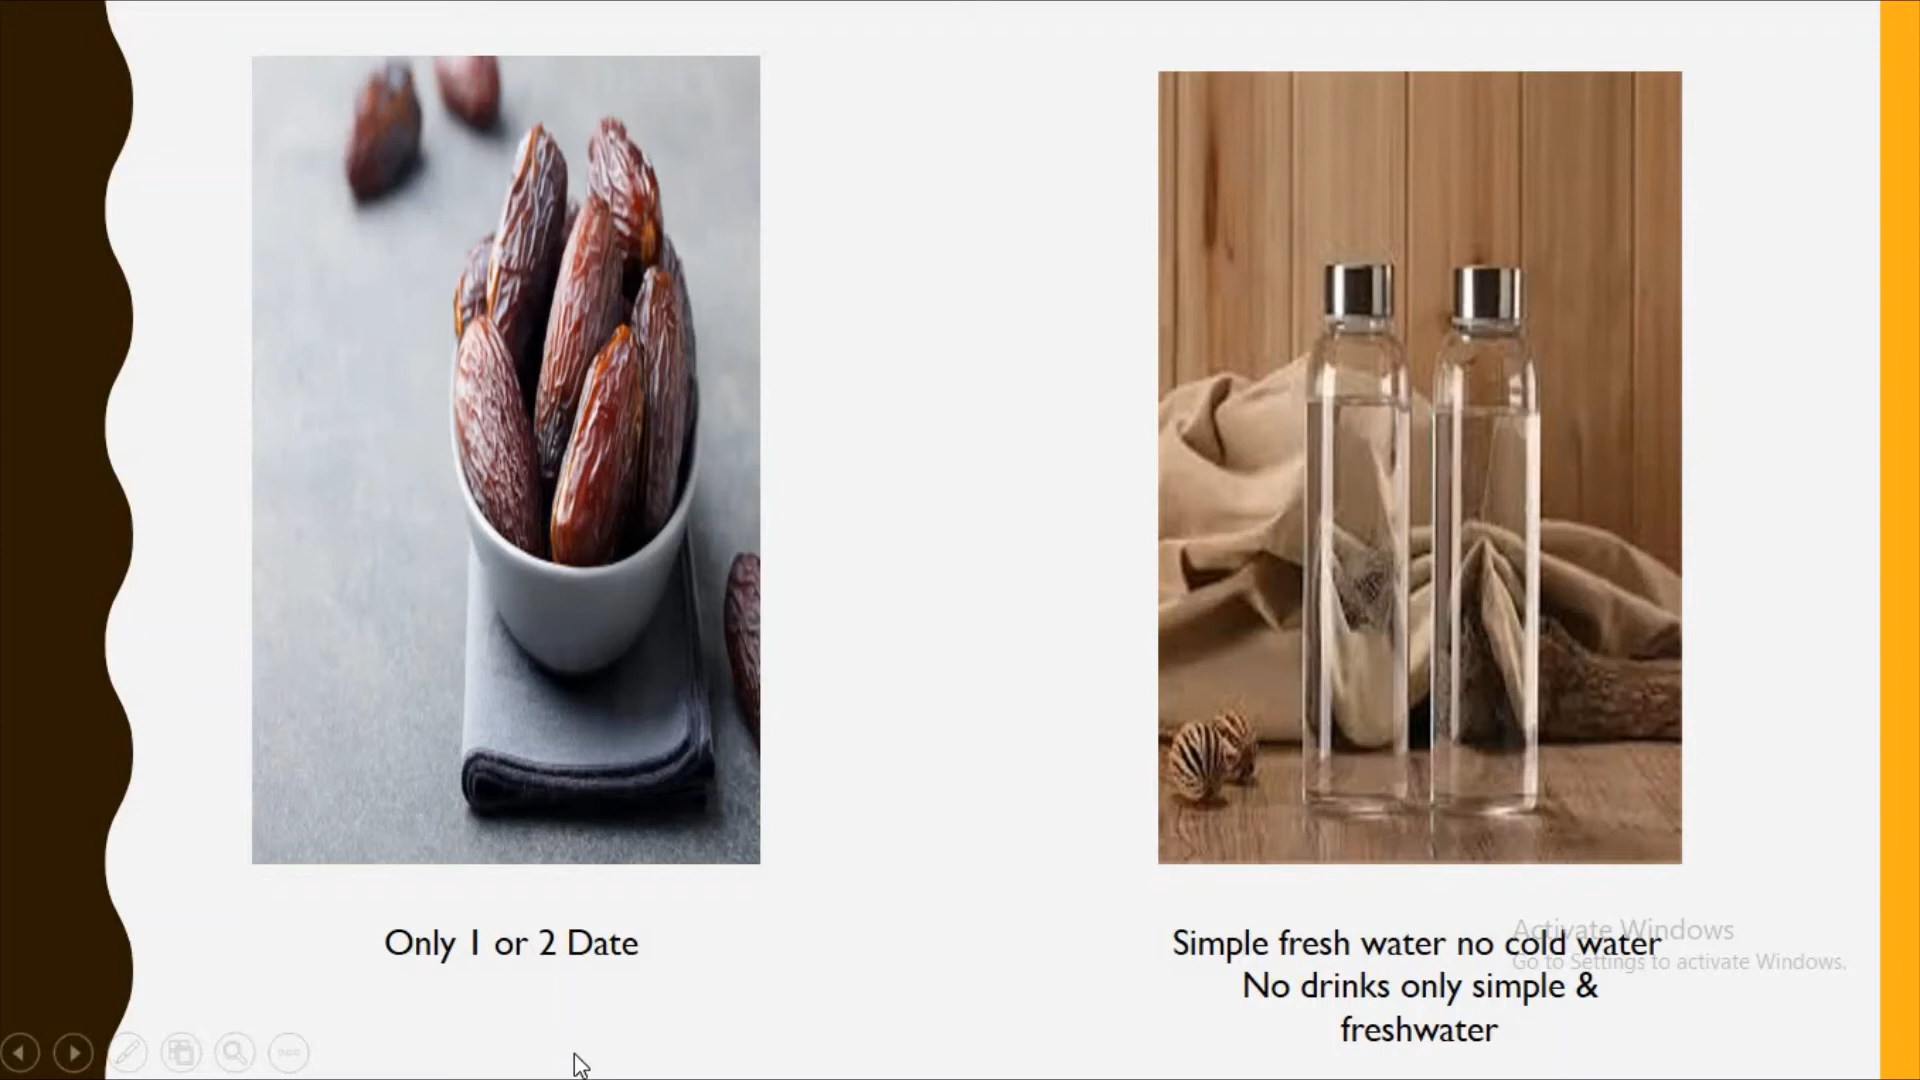 Only 1 or 2 Date
Simple fresh water no cold water
No drinks only simple &
freshwater
Activate Windows
Go to Settings to activate Windows.